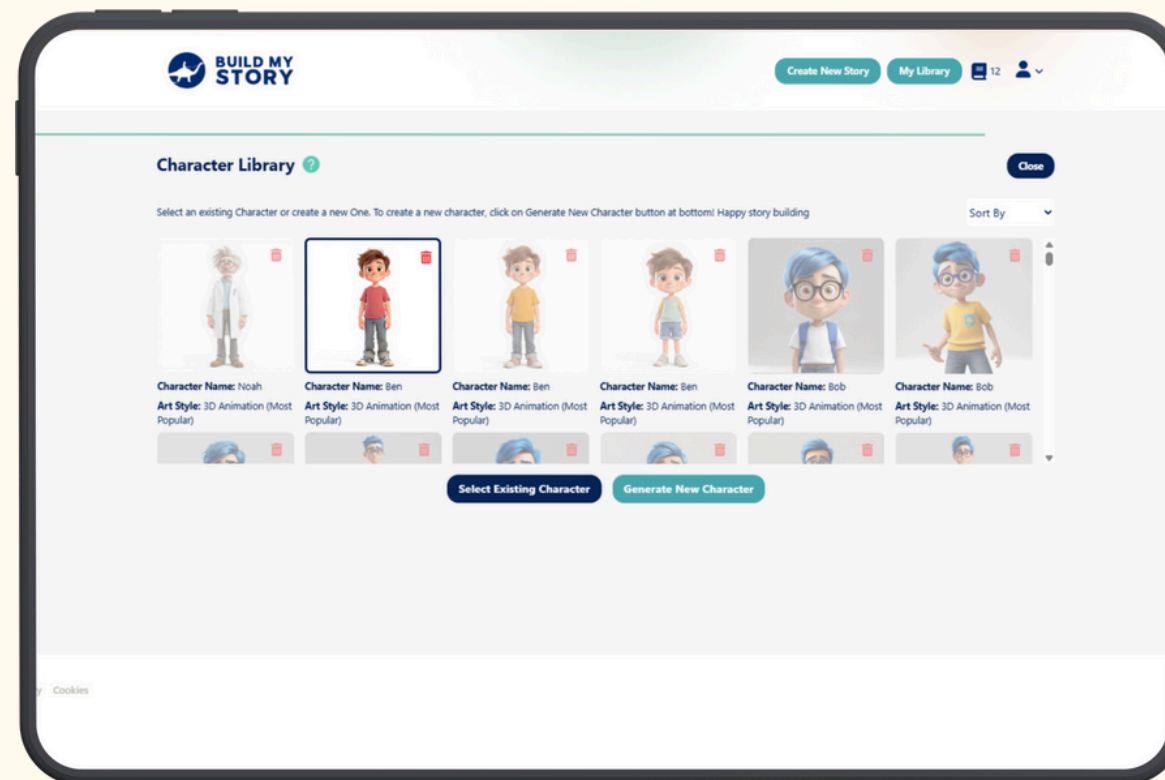 BUILD MY
STORY
Create New Story
My Library
12
Character Library ?
Close
Select an existing Character or create a new One. To create a new character, click on Generate New Character button at bottom! Happy story building
Sort By
Character Name: Noah
Art Style: 3D Animation (Most
Popular)
Character Name: Ben
Art Style: 3D Animation (Most
Popular)
Character Name: Ben
Art Style: 3D Animation (Most
Popular)
Character Name: Ben
Art Style: 3D Animation (Most
Popular)
Character Name: Bob
Art Style: 3D Animation (Most
Popular)
Character Name: Bob
Art Style: 3D Animation (Most
Popular)
Select Existing Character
Generate New Character
y Cookies